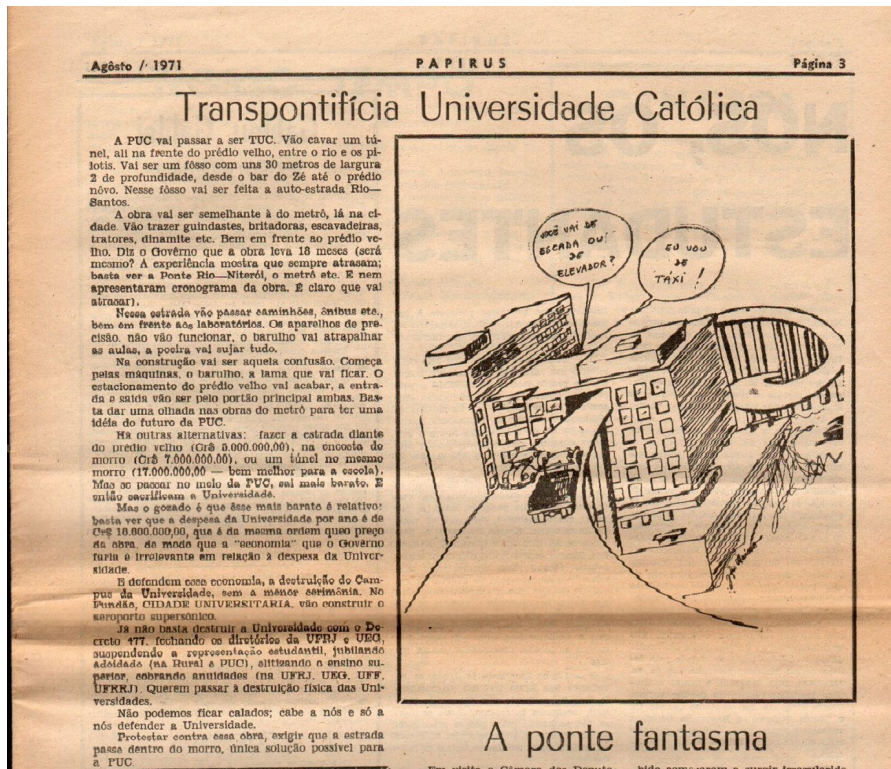 Agôsto / 1971
PAPIRUS
Página 3
Transpontifícia Universidade Católica
A PUC vai passar a ser TUC. Vão cavar um tú-
nel, ali na frente do prédio velho, entre o rio e os pi-
lotis. Vai ser um fôsso com uns 30 metros de largura
2 de profundidade, desde o bar do Zé até o prédio
nôvo. Nesse fôsso vai ser feita a auto-estrada Rio—
Santos.
A obra vai ser semelhante à do metrô, lá na ci-
dade. Vão trazer guindastes, britadoras, escavadeiras,
tratores, dinamite etc. Bem em frente ao prédio ve-
lho. Diz o Govêrno que a obra leva 18 meses (será
mesmo? A experiência mostra que sempre atrasam;
basta ver a Ponte Rio—Niterói, o metrô etc. E nem
apresentaram cronograma da obra. É claro que vai
atrasar).
Nessa estrada vão passar caminhões, ônibus etc.,
bem em frente aos laboratórios. Os aparelhos de pre-
cisão. não vão funcionar, o barulho vai atrapalhar
as aulas, a poeira vai sujar tudo.
Na construção vai ser aquela confusão. Começa
pelas máquinas, o barulho, a lama que vai ficar. O
estacionamento do prédio velho vai acabar, a entra-
da e saída vão ser pelo portão principal ambas. Bas-
ta dar uma olhada nas obras do metrô para ter uma
idéia do futuro da PUC.
Há outras alternativas: fazer a estrada diante
do prédio velho (Cr$ 6.000.000,00), na encosta do
morro (Cr$ 7.000.000,00), ou um túnel no mesmo
morro (17.000.000,00 — bem melhor para a escola).
Mas se passar no meio da PUC, sai mais barato. E
então sacrificam a Universidade.
Mas o gozado é que êsse mais barato é relativo:
basta ver que a despesa da Universidade por ano é de
Cr$ 16.000.000,00, que é da mesma ordem queo preço
da obra, de modo que a "economia" que o Govêrno
faria é irrelevante em relação à despesa da Univer-
sidade.
E defendem essa economia, a destruição do Cam-
pus da Universidade, sem a menor cerimônia. No
Fundão, CIDADE UNIVERSITARIA, vão construir o
aeroporto supersônico.
Já não basta destruir a Universidade com o De-
creto 477, fechando os diretórios da UFRJ e UEG,
suspendendo a representação estudantil, jubilando
adoidado (na Rural e PUC), elitizando o ensino su-
perior, cobrando anuidades (na UFRJ, UEG, UFF,
UFRRJ). Querem passar à destruição física das Uni-
versidades.
Não podemos ficar calados; cabe a nós e só a
nós defender a Universidade.
Protestar contra essa obra, exigir que a estrada
passe dentro do morro, única solução possível para
a PUC
VOCÊ VAI DE
ESCADA OU
DE
ELEVADOR?
EU VOU
DE
TÁXI!
A ponte fantasma
Em visita a Câmara dos Depute-